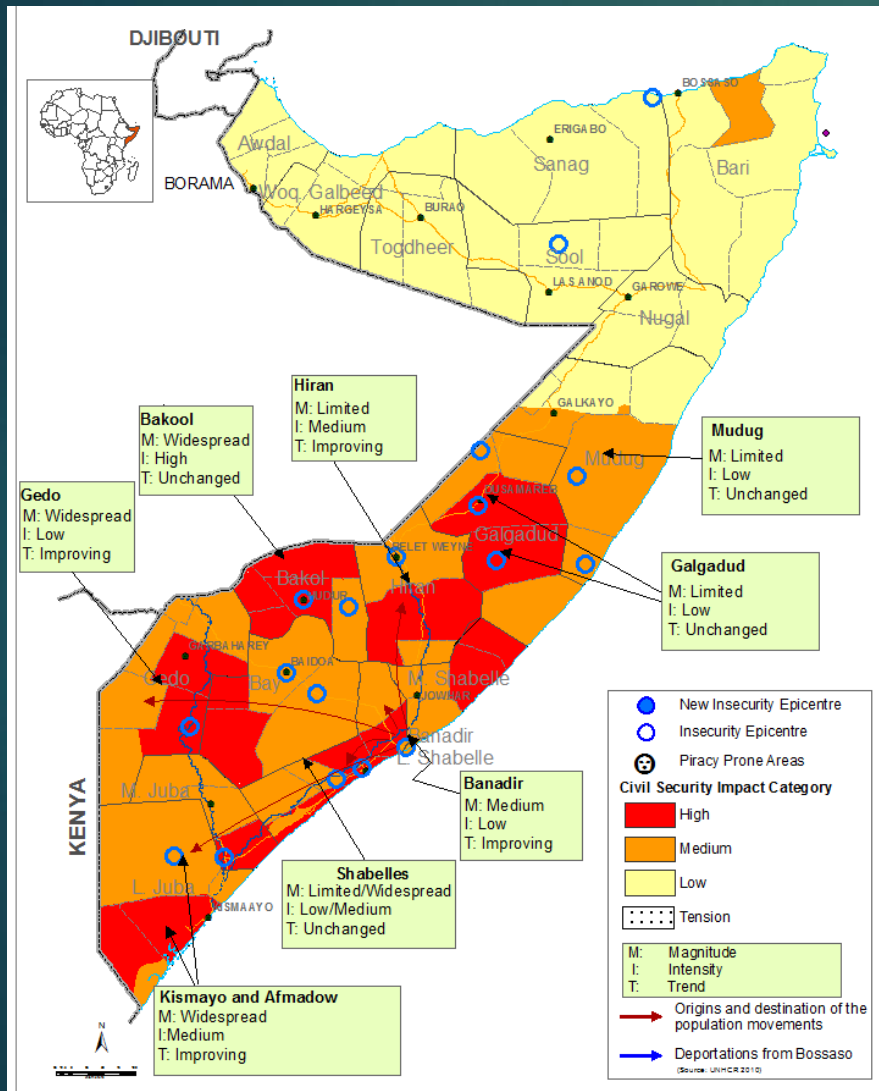 DJIBOUTI
BOSSASO
ERIGABO
Sanag
Bari
Awdal
BORAMA
Woq. Galbeed
HARGEYSA
BURAO
Togdheer
Sool
LASANOD
GAROWE
Nugal
GALKAYO
Hiran
M: Limited
I: Medium
T: Improving
Bakool
M: Widespread
I: High
T: Unchanged
Mudug
M: Limited
I: Low
T: Unchanged
Mudug
Gedo
M: Widespread
I: Low
T: Improving
DUSAMAREB
Galgadud
BELET WEYNE
Galgadud
M: Limited
I: Low
T: Unchanged
Bakol
HUDUR
Hiran
GARBAHAREY
BAIDOA
Gedo
Bay
M. Shabelle
JOWHAR
Banadir
L. Shabelle
KENYA
M. Juba
Banadir
M: Medium
I: Low
T: Improving
Shabelles
M: Limited/Widespread
I: Low/Medium
T: Unchanged
L. Juba
KISMAAYO
Kismayo and Afmadow
M: Widespread
I:Medium
T: Improving
N
New Insecurity Epicentre
Insecurity Epicentre
Piracy Prone Areas
Civil Security Impact Category
High
Medium
Low
Tension
M: Magnitude
I: Intensity
T: Trend
Origins and destination of the
population movements
Deportations from Bossaso
(Source: UNHCR 2010)